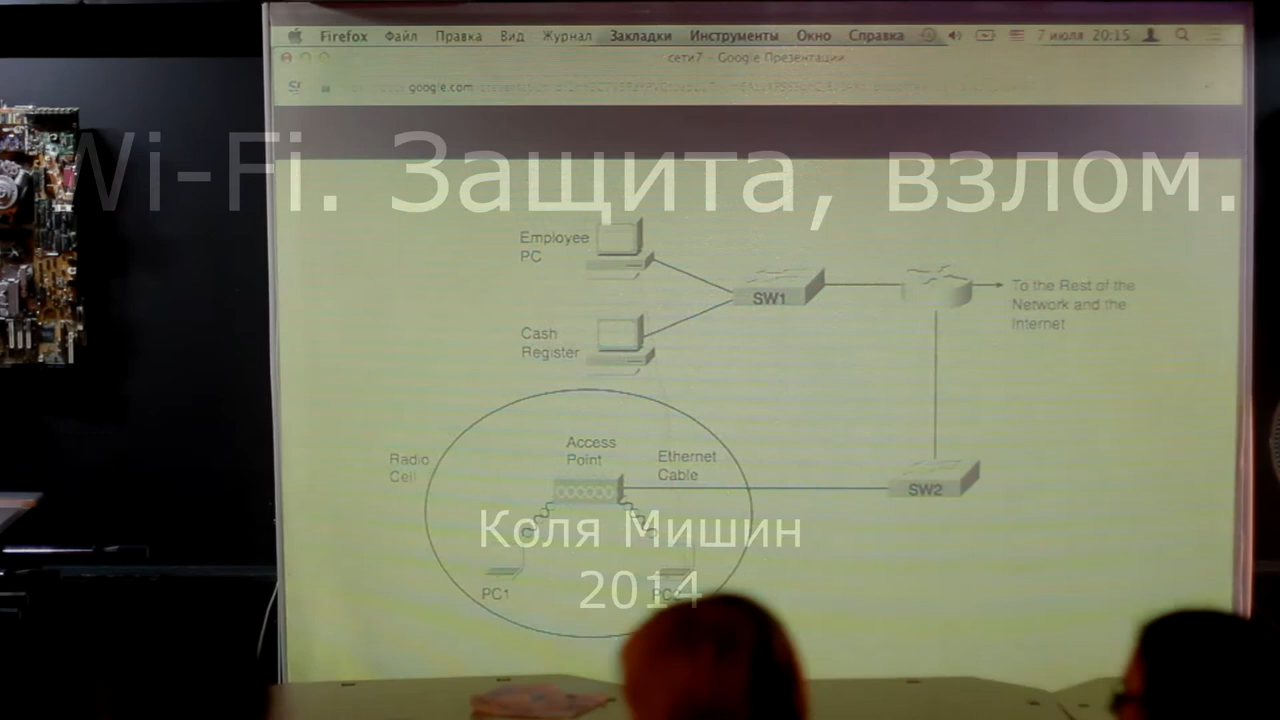 Firefox Файл Правка Вид Журнал Закладки Инструменты Окно Справка 7 июля 20:15
сети7 - Google Презентации
google.com
Wi-Fi. Защита, взлом.
Employee
PC
SW1
To the Rest of the
Network and the
Internet
Cash
Register
Access
Point
Radio
Cell
Ethernet
Cable
SW2
Коля Мишин
PC1
2014